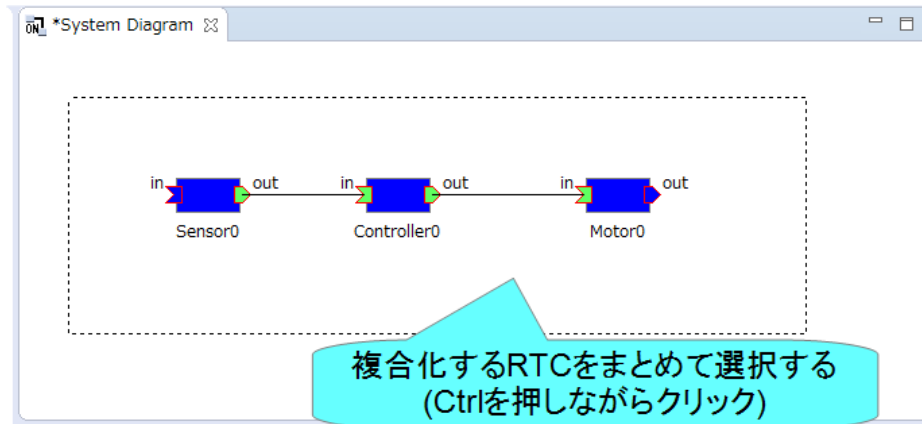 ON *System Diagram
in out in out in out
Sensor0 Controller0 Motor0
複合化するRTCをまとめて選択する
(Ctrlを押しながらクリック)